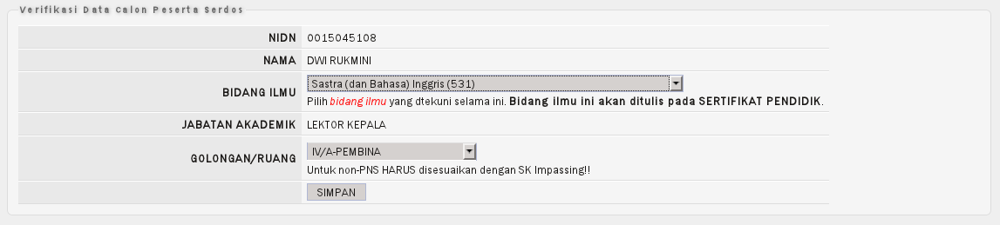 Verifikasi Data Calon Peserta Serdos
NIDN 0015045108
NAMA DWI RUKMINI
BIDANG ILMU Sastra (dan Bahasa) Inggris (531)
Pilih bidang ilmu yang dtekuni selama ini. Bidang ilmu ini akan ditulis pada SERTIFIKAT PENDIDIK.
JABATAN AKADEMIK LEKTOR KEPALA
GOLONGAN/RUANG IV/A-PEMBINA
Untuk non-PNS HARUS disesuaikan dengan SK Impassing!!
SIMPAN